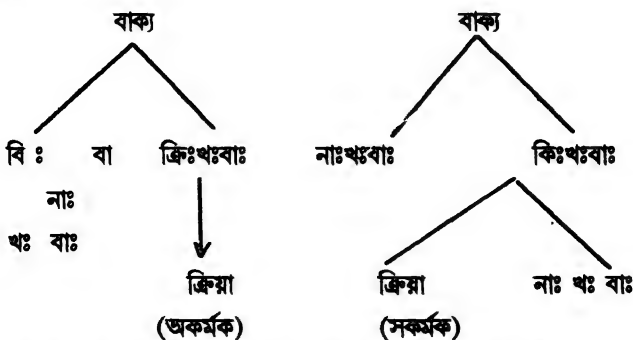 বাক্য বাক্য
বি ঃ বা ক্রিঃখঃবাঃ নাঃখঃবাঃ কিঃখঃবাঃ
নাঃ
খঃ বাঃ
ক্রিয়া ক্রিয়া নাঃ খঃ বাঃ
(অকর্মক) (সকর্মক)